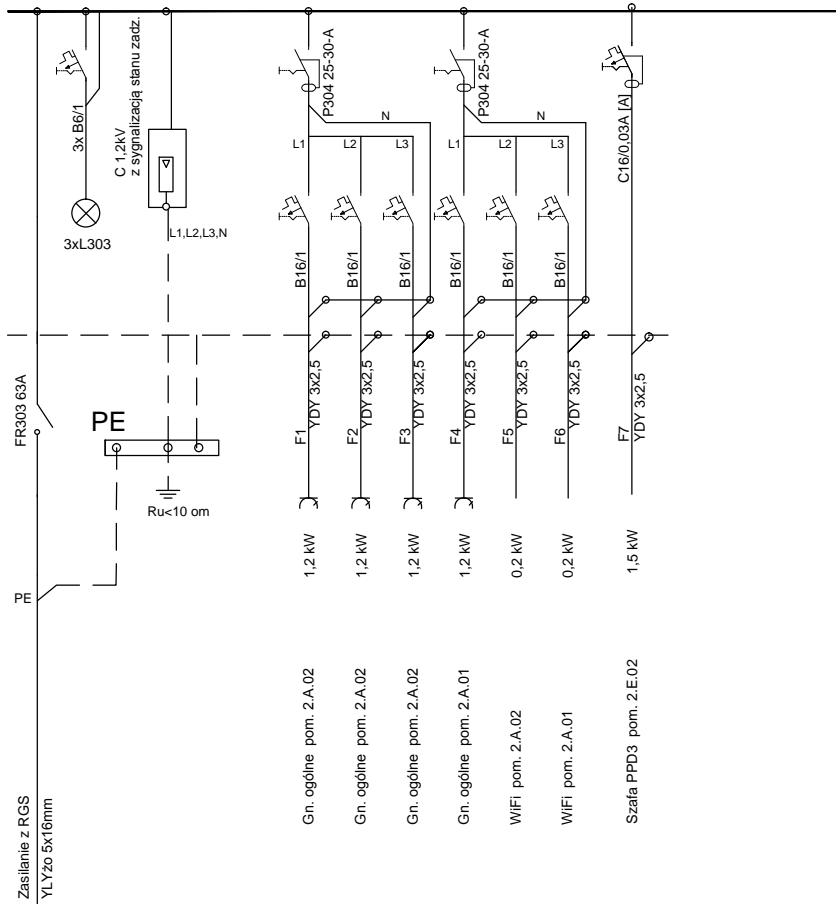 3x B6/1
C 1,2kV
z sygnalizacją stanu zadz.
3xL303
L1,L2,L3,N
P304 25-30-A
N
L1
L2
L3
P304 25-30-A
N
L1
L2
L3
C16/0,03A [A]
B16/1
B16/1
B16/1
B16/1
B16/1
B16/1
FR303 63A
PE
Ru<10 om
F1
YDY 3x2,5
F2
YDY 3x2,5
F3
YDY 3x2,5
F4
YDY 3x2,5
F5
YDY 3x2,5
F6
YDY 3x2,5
F7
YDY 3x2,5
1,2 kW
1,2 kW
1,2 kW
1,2 kW
0,2 kW
0,2 kW
1,5 kW
PE
Gn. ogólne pom. 2.A.02
Gn. ogólne pom. 2.A.02
Gn. ogólne pom. 2.A.02
Gn. ogólne pom. 2.A.01
WiFi pom. 2.A.02
WiFi pom. 2.A.01
Szafa PPD3 pom. 2.E.02
Zasilanie z RGS
YLYżo 5x16mm